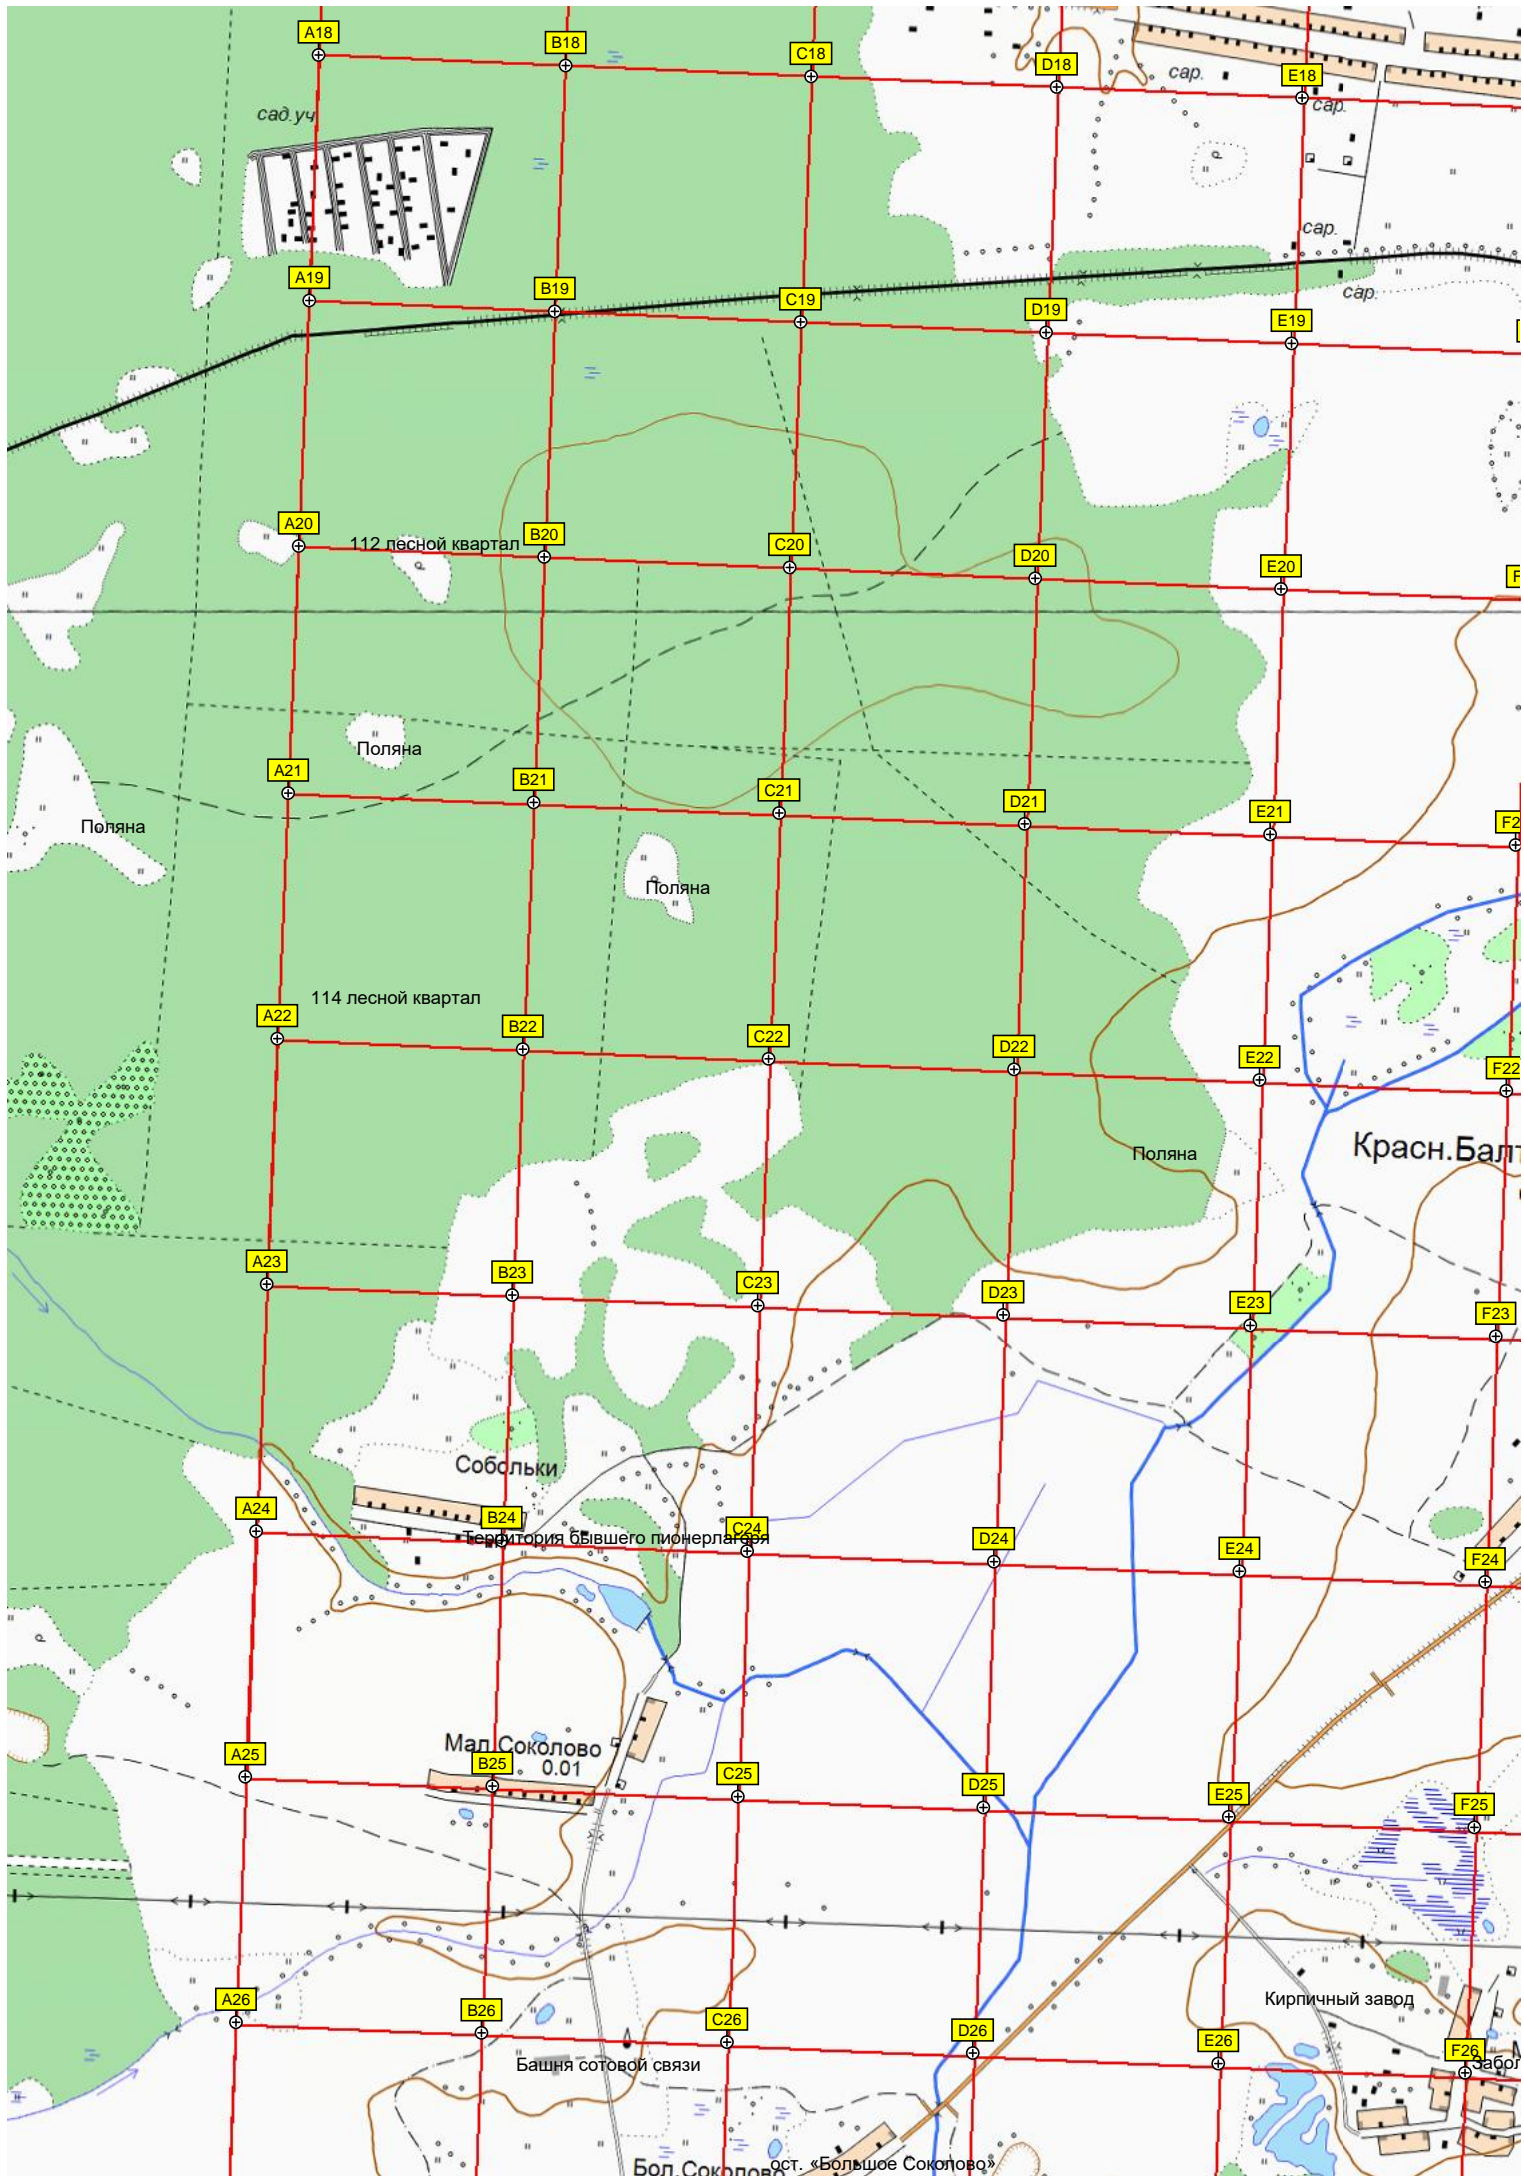 A18
B18
C18
D18
E18
сар.
сар.
сад.уч
сар.
сар.
A19
B19
C19
D19
E19
A20
112 лесной квартал
B20
C20
D20
E20
F
Поляна
A21
B21
C21
D21
E21
F2
Поляна
Поляна
114 лесной квартал
A22
B22
C22
D22
E22
F22
Красн.Балт
Поляна
A23
B23
C23
D23
E23
F23
Собольки
A24
B24
C24
D24
E24
F24
Территория бывшего пионерлагеря
Мал.Соколово
0.01
A25
B25
C25
D25
E25
F25
Кирпичный завод
A26
B26
C26
D26
E26
F26
Забол
М
Башня сотовой связи
Бол.Соколово
ост. «Большое Соколово»